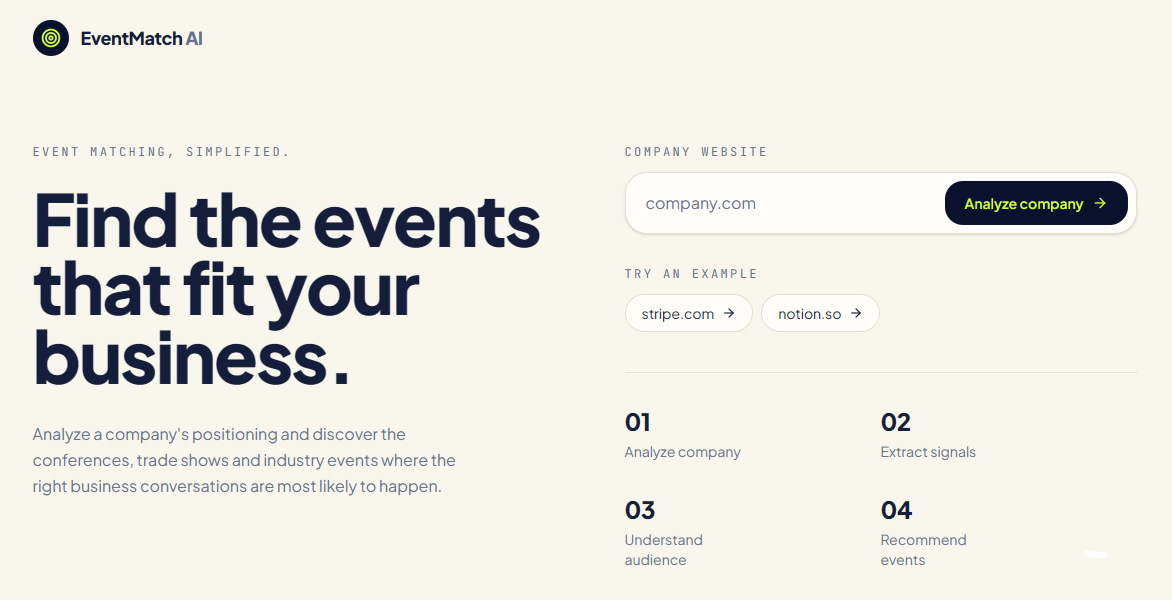 EventMatch AI
EVENT MATCHING, SIMPLIFIED.
Find the events
that fit your
business.
Analyze a company's positioning and discover the
conferences, trade shows and industry events where the
right business conversations are most likely to happen.
COMPANY WEBSITE
company.com
Analyze company →
TRY AN EXAMPLE
stripe.com →
notion.so →
01
Analyze company
02
Extract signals
03
Understand
audience
04
Recommend
events